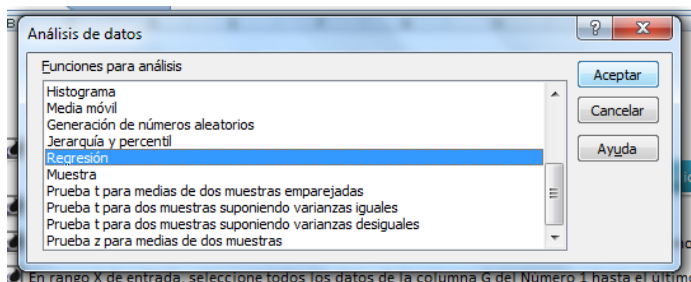 B
Análisis de datos
Funciones para análisis
Histograma
Media móvil
Generación de números aleatorios
Jerarquía y percentil
Regresión
Muestra
Prueba t para medias de dos muestras emparejadas
Prueba t para dos muestras suponiendo varianzas iguales
Prueba t para dos muestras suponiendo varianzas desiguales
Prueba z para medias de dos muestras
?
Aceptar
Cancelar
Ayuda
En rango X de entrada, seleccione todos los datos de la columna G del Número 1 hasta el último